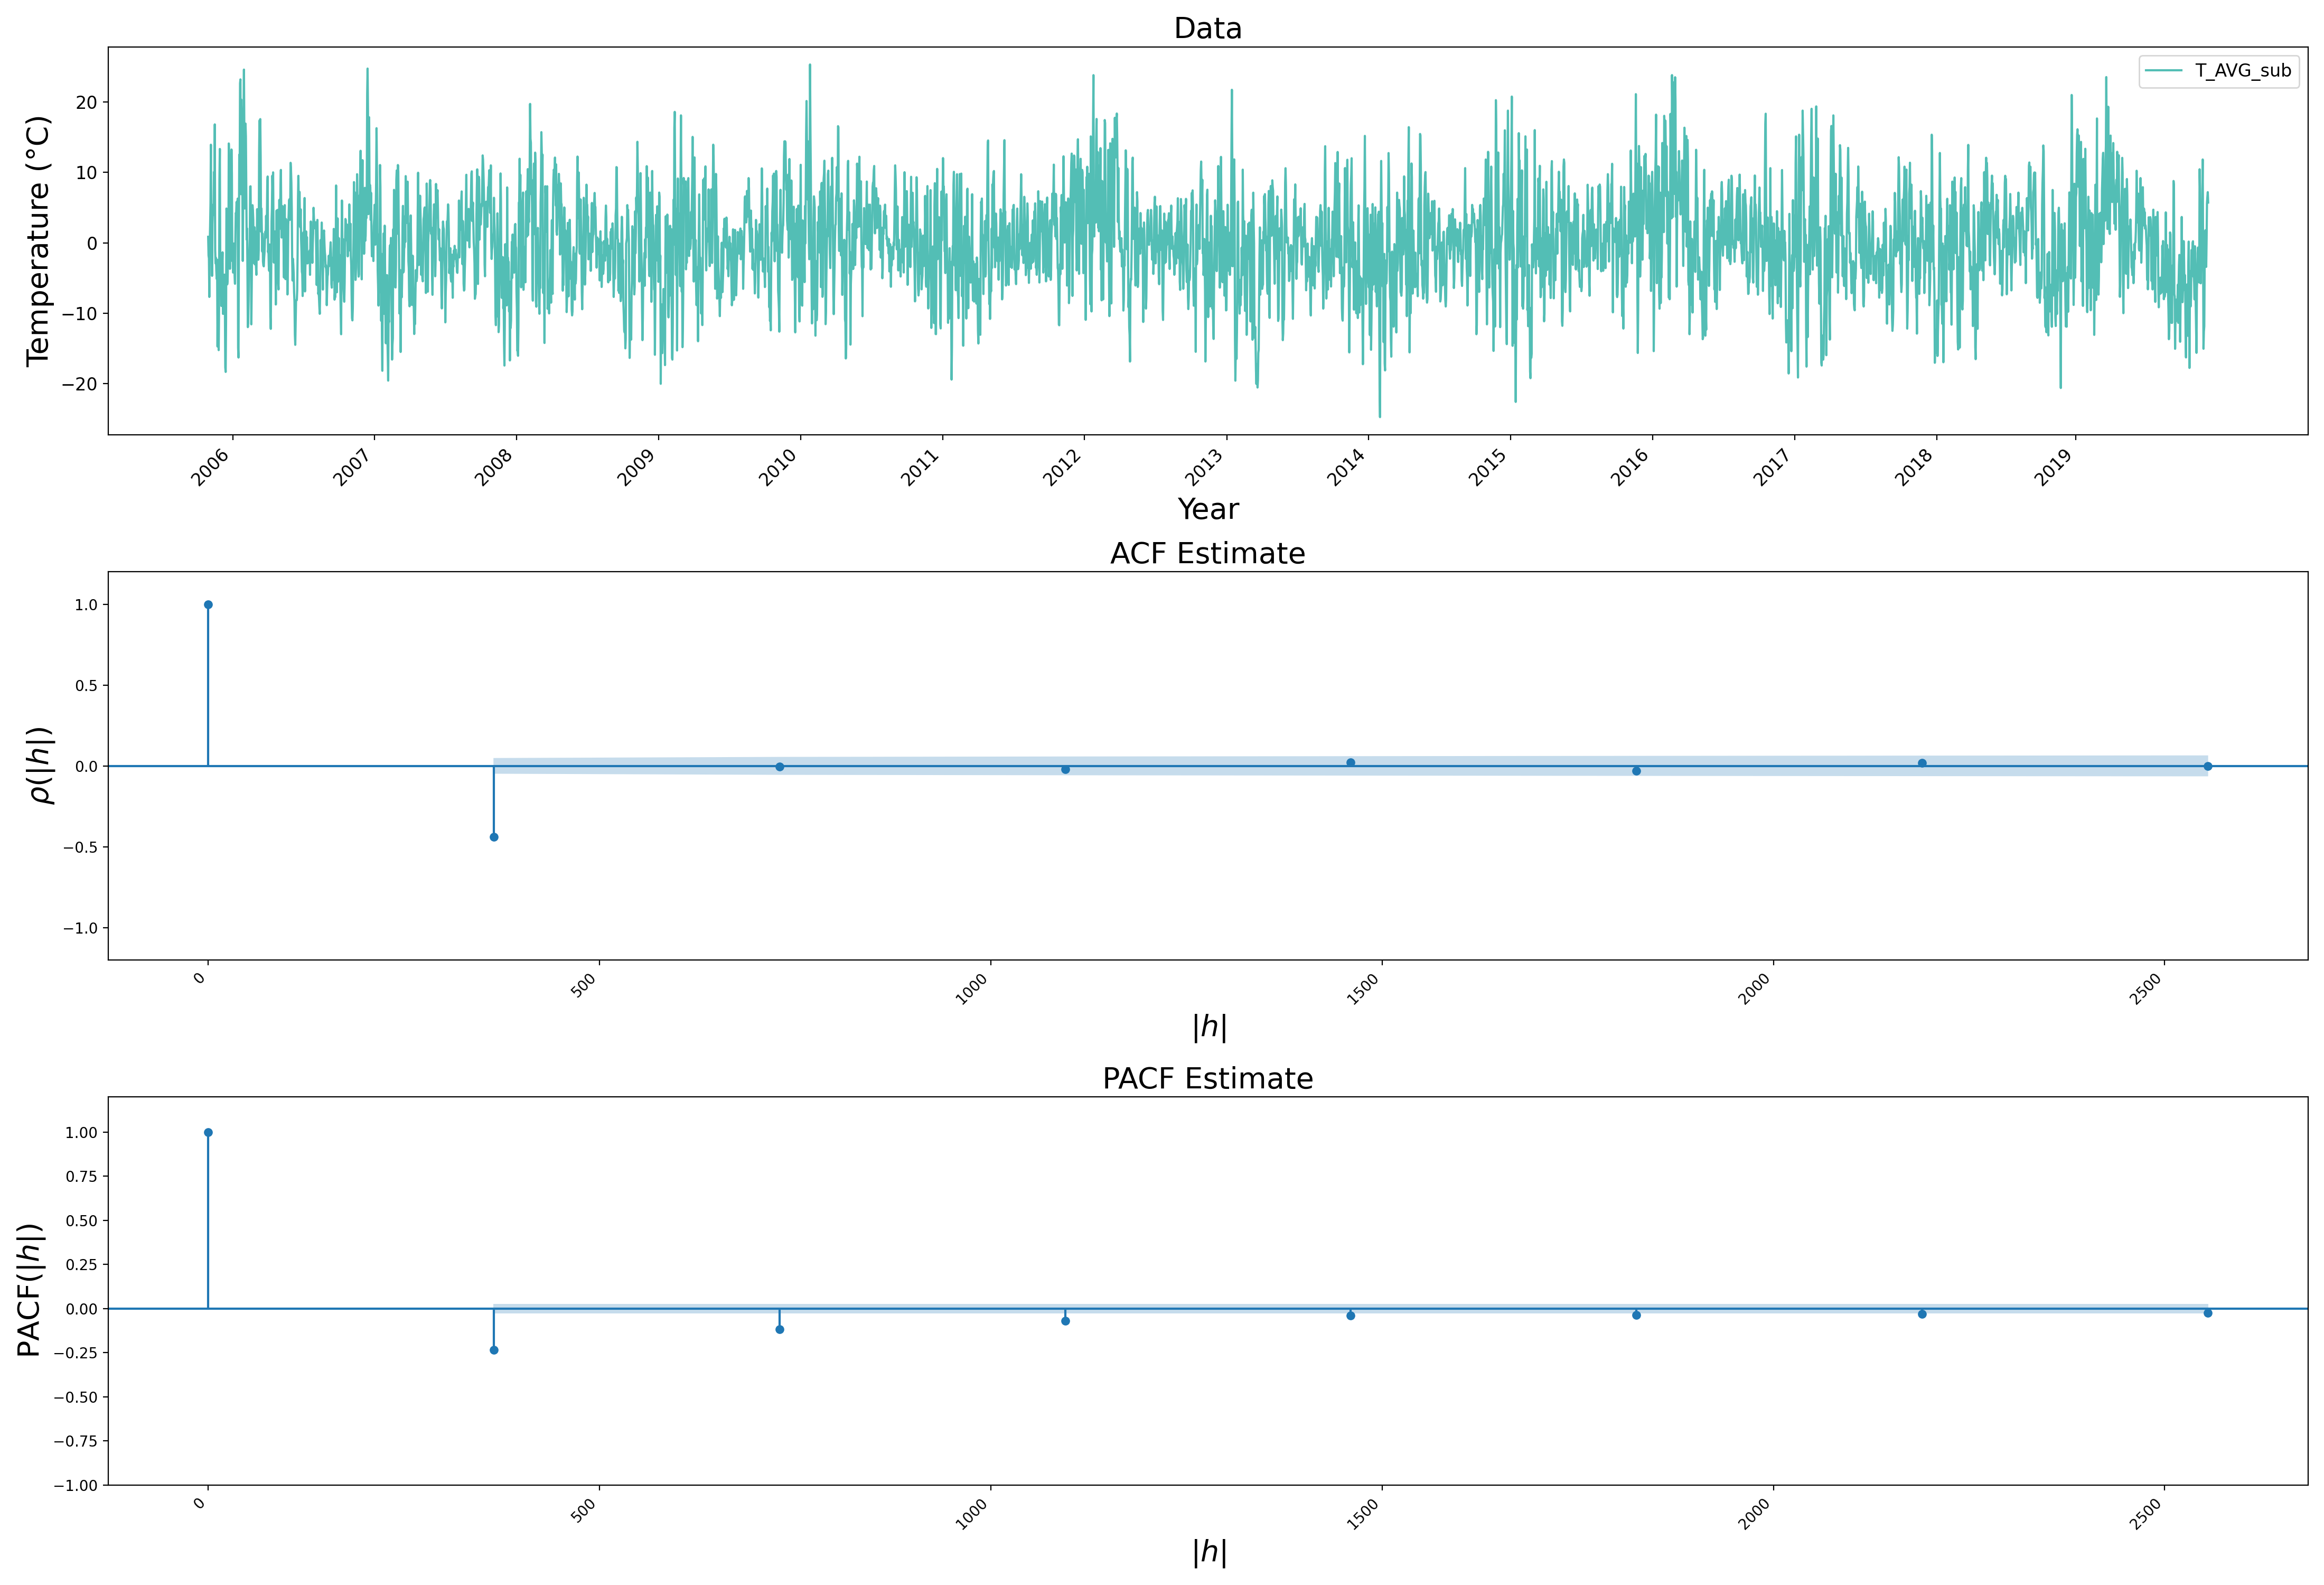 Data
T_AVG_sub
Temperature (°C)
20
10
0
−10
−20
2006 2007 2008 2009 2010 2011 2012 2013 2014 2015 2016 2017 2018 2019
Year
ACF Estimate
ρ(|h|)
1.0
0.5
0.0
−0.5
−1.0
0 500 1000 1500 2000 2500
|h|
PACF Estimate
PACF(|h|)
1.00
0.75
0.50
0.25
0.00
−0.25
−0.50
−0.75
−1.00
0 500 1000 1500 2000 2500
|h|